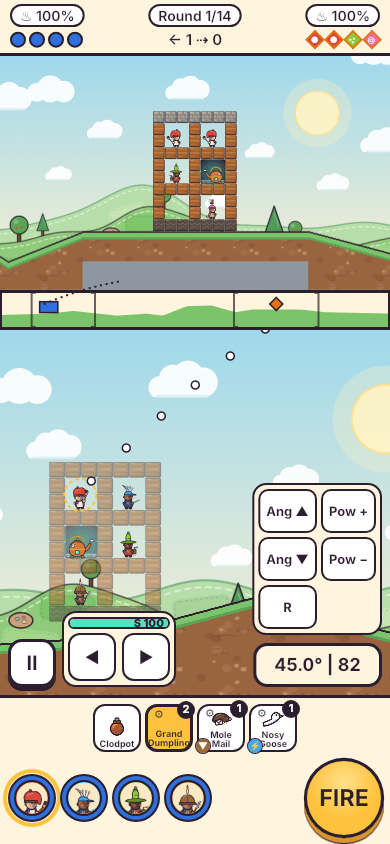 ♨ 100%
Round 1/14
♨ 100%
← 1 ⇢ 0
Ang ▲
Pow +
Ang ▼
Pow −
R
S 100
45.0° | 82
Clodpot
2
Grand
Dumpling
1
Mole
Mail
1
Nosy
Goose
FIRE